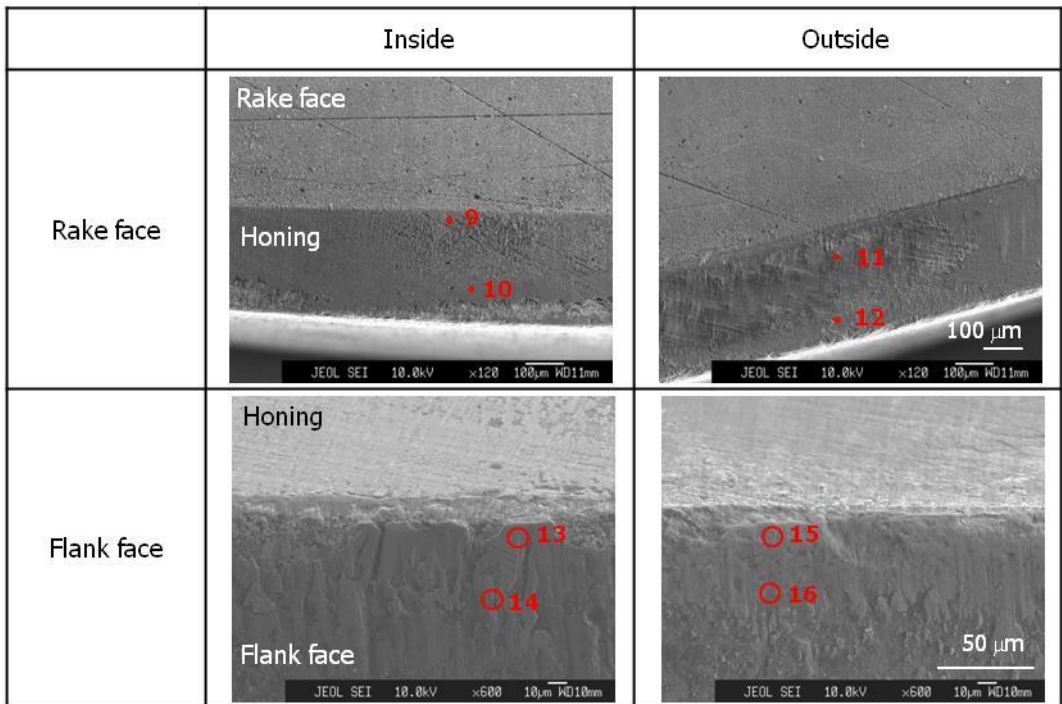 Inside
Outside
Rake face
Rake face
Honing
9
10
JEOL SEI 10.0kV ×120 100μm WD11mm
11
12
100 μm
JEOL SEI 10.0kV ×120 100μm WD11mm
Flank face
Honing
13
14
Flank face
JEOL SEI 10.0kV ×600 10μm WD10mm
15
16
50 μm
JEOL SEI 10.0kV ×600 10μm WD10mm